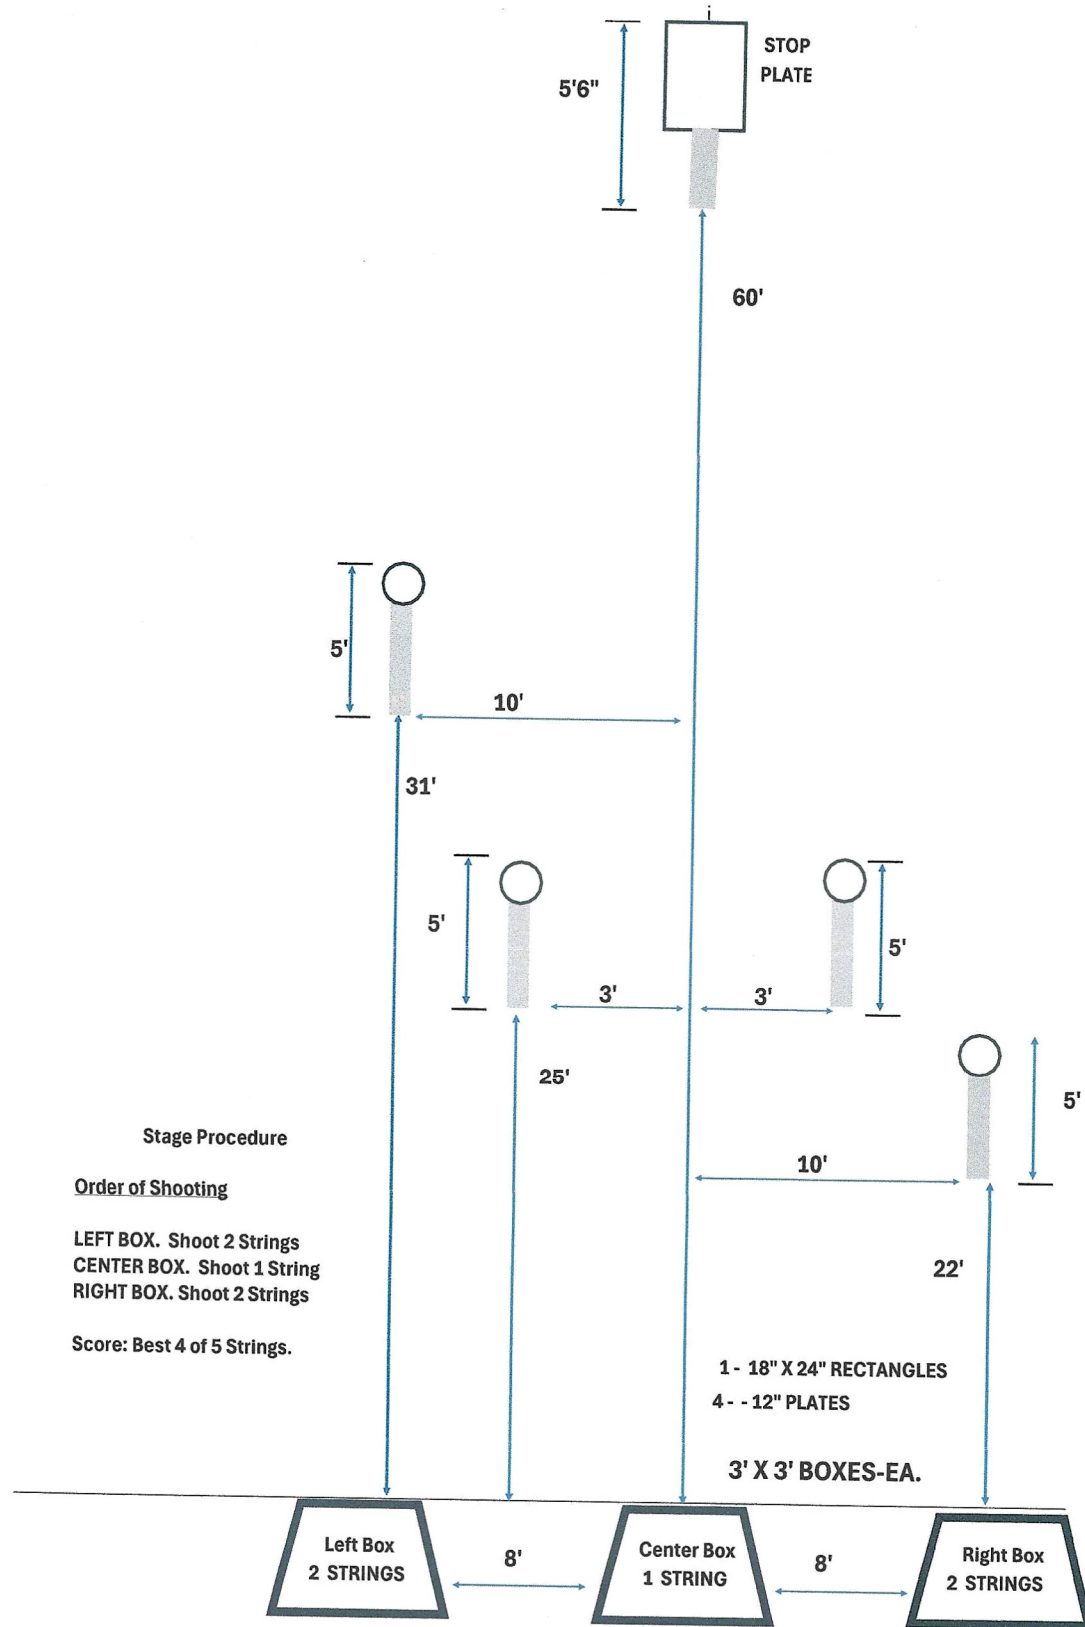 i
STOP
PLATE
5'6"
60'
5'
10'
31'
5'
5'
3'
3'
25'
5'
10'
22'
Stage Procedure
Order of Shooting
LEFT BOX. Shoot 2 Strings
CENTER BOX. Shoot 1 String
RIGHT BOX. Shoot 2 Strings
Score: Best 4 of 5 Strings.
1 - 18" X 24" RECTANGLES
4 - - 12" PLATES
3' X 3' BOXES-EA.
Left Box
2 STRINGS
8'
Center Box
1 STRING
8'
Right Box
2 STRINGS